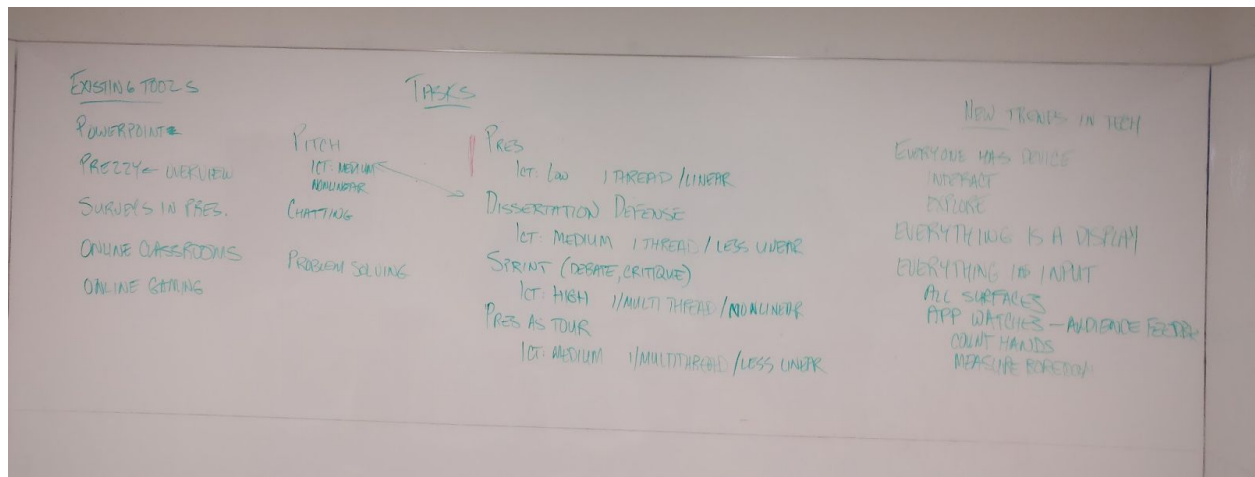 EXISTING TOOLS
POWERPOINT
PREZZY ← OVERVIEW
SURVEYS IN PRES.
ONLINE CLASSROOMS
ONLINE GAMING
TASKS
PITCH
ICT: MEDIUM
NONLINEAR
CHATTING
PROBLEM SOLVING
PRES
ICT: LOW 1 THREAD / LINEAR
DISSERTATION DEFENSE
ICT: MEDIUM 1 THREAD / LESS LINEAR
SPRINT (DEBATE, CRITIQUE)
ICT: HIGH 1/MULTI THREAD / NONLINEAR
PRES AS TOUR
ICT: MEDIUM 1/MULTITHREAD / LESS LINEAR
NEW TRENDS IN TECH
EVERYONE HAS DEVICE
INTERACT
EXPLORE
EVERYTHING IS A DISPLAY
EVERYTHING INPUT
ALL SURFACES
APP WATCHES – AUDIENCE
COUNT HANDS
MEASURE BOREDOM